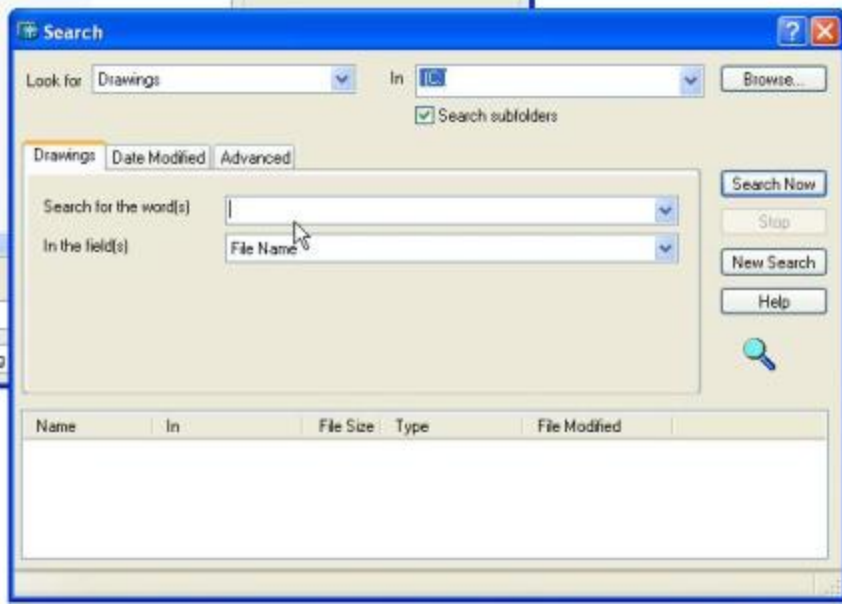 Search
Look for Drawings In Browse...
Search subfolders
Drawings Date Modified Advanced
Search for the word(s) Search Now
Stop
In the field(s) File Name New Search
Help
Name In File Size Type File Modified